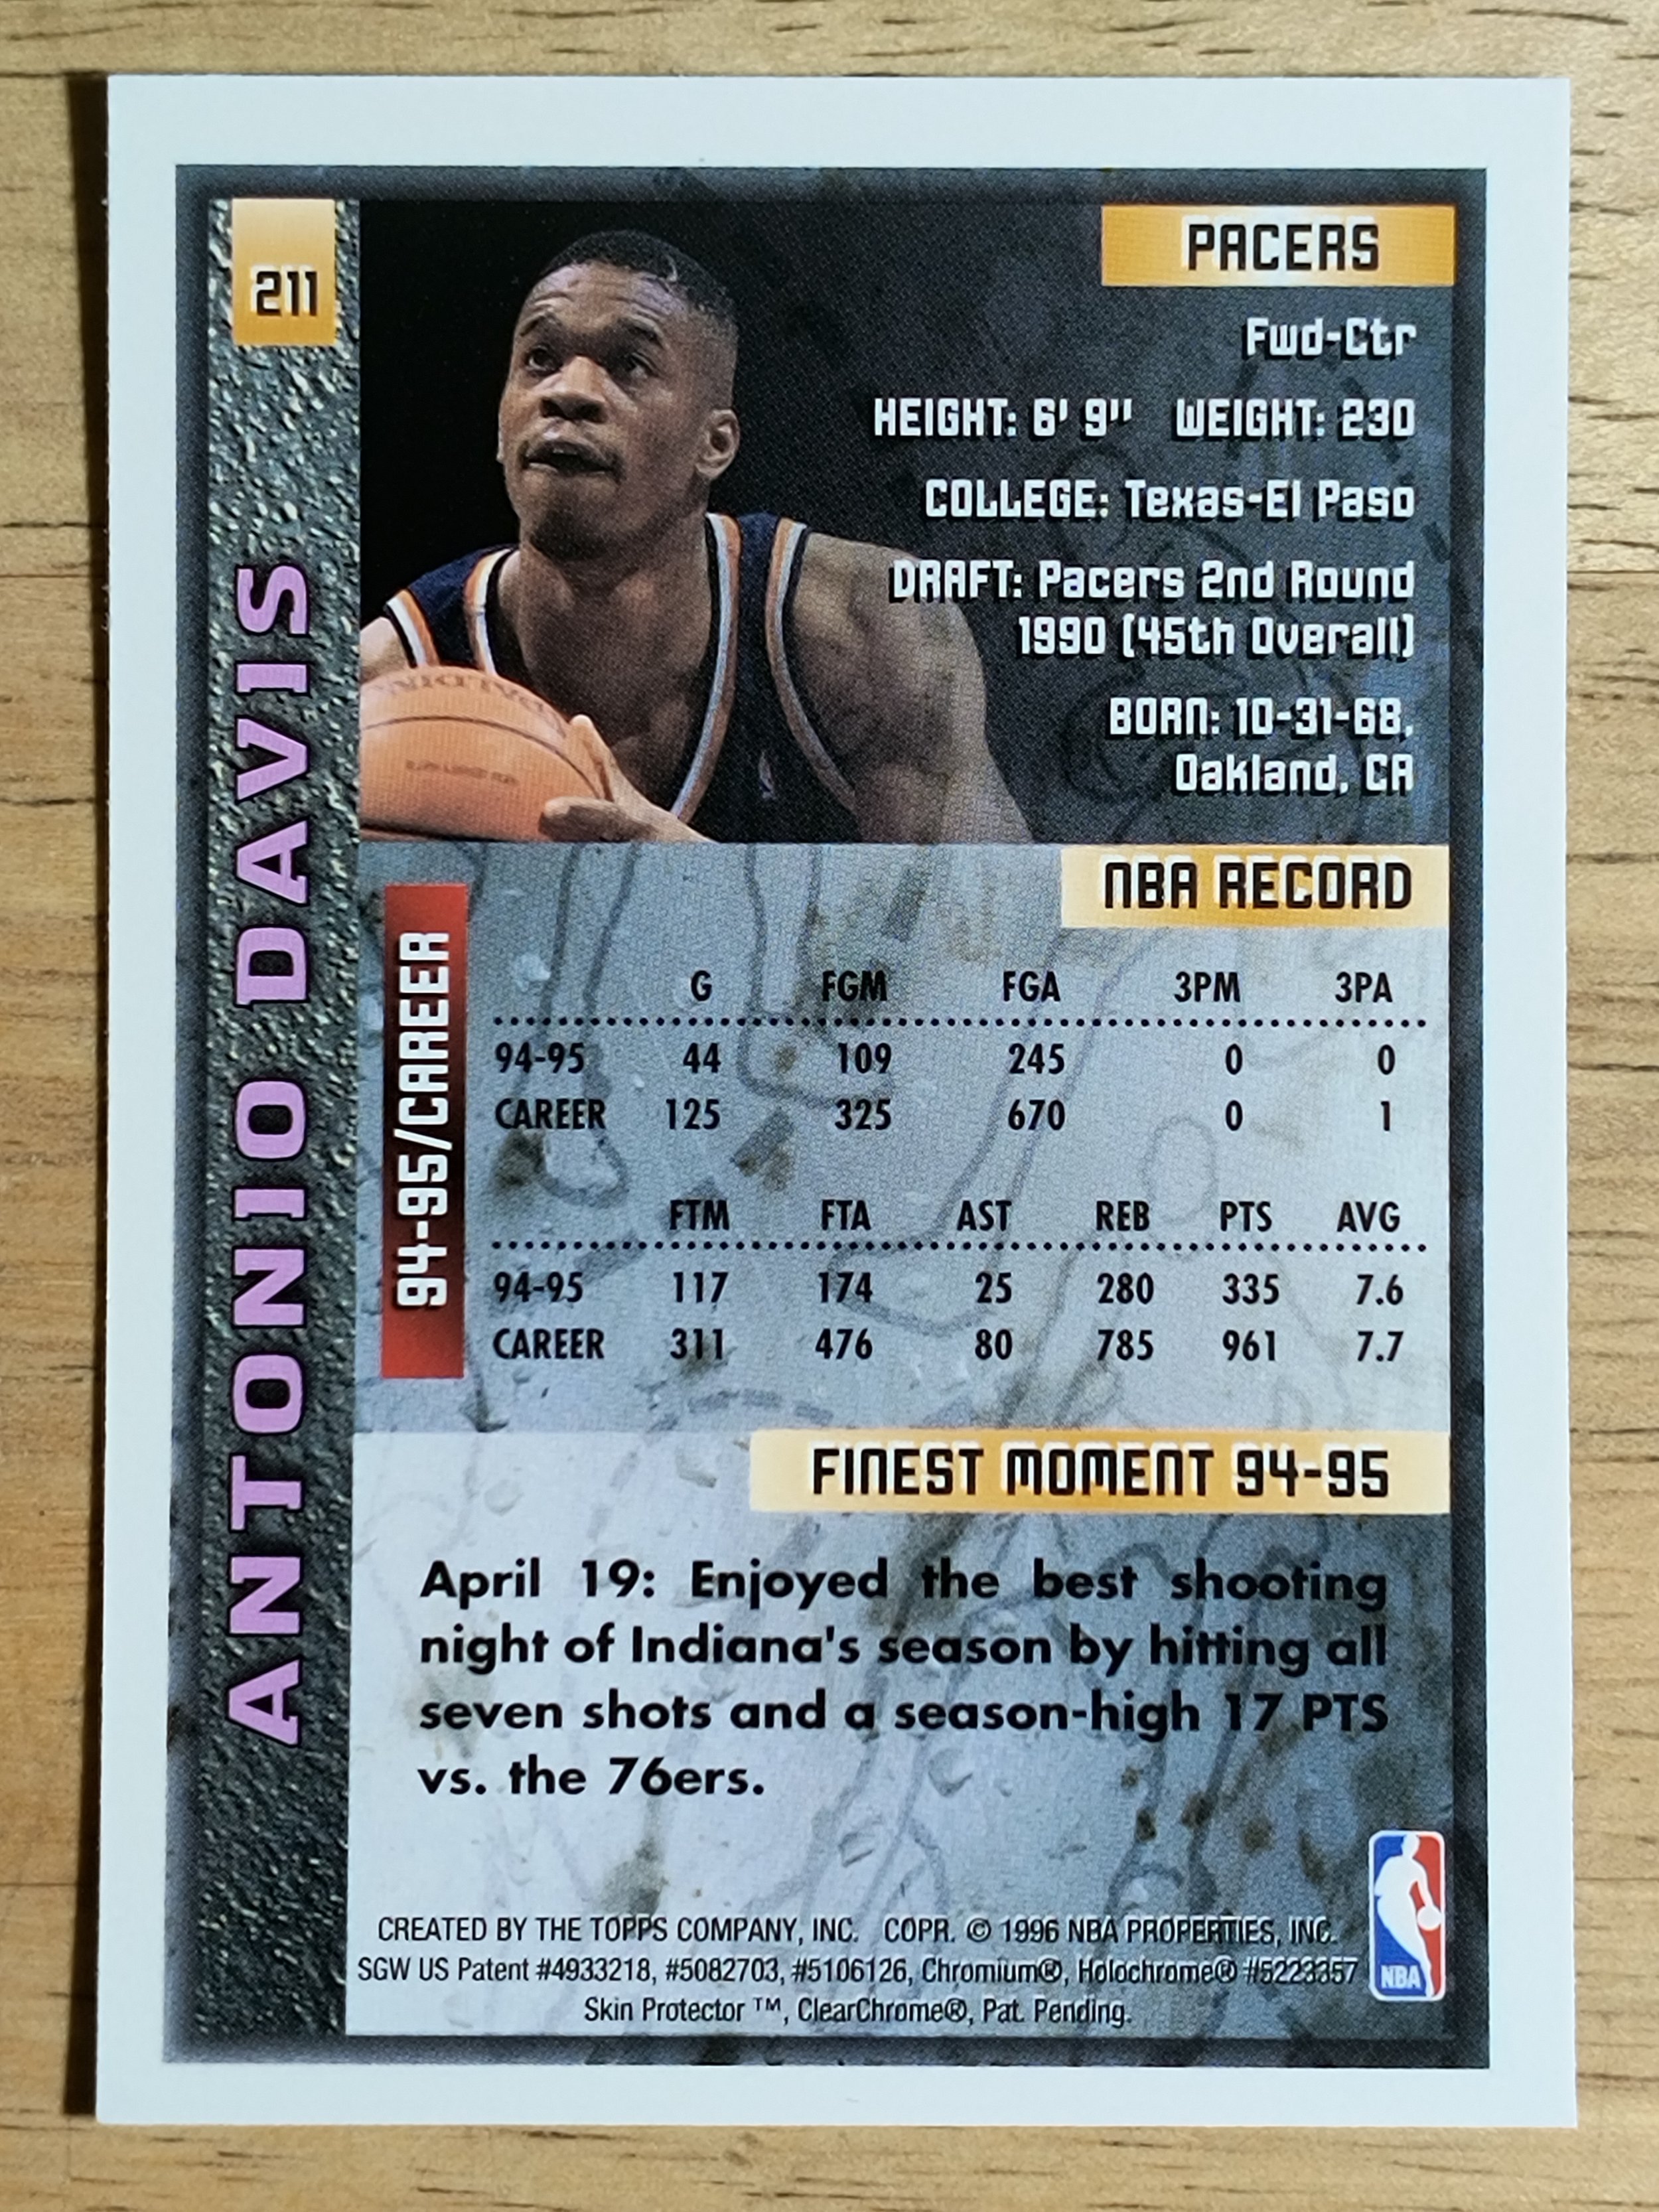 211
PACERS
Fwd-Ctr
HEIGHT: 6' 9" WEIGHT: 230
COLLEGE: Texas-El Paso
DRAFT: Pacers 2nd Round
1990 (45th Overall)
BORN: 10-31-68,
Oakland, CA
ANTONIO DAVIS
NBA RECORD
94-95/CAREER
G FGM FGA 3PM 3PA
94-95 44 109 245 0 0
CAREER 125 325 670 0 1
FTM FTA AST REB PTS AVG
94-95 117 174 25 280 335 7.6
CAREER 311 476 80 785 961 7.7
FINEST MOMENT 94-95
April 19: Enjoyed the best shooting
night of Indiana's season by hitting all
seven shots and a season-high 17 PTS
vs. the 76ers.
CREATED BY THE TOPPS COMPANY, INC. COPR. © 1996 NBA PROPERTIES, INC.
SGW US Patent #4933218, #5082703, #5106126, Chromium®, Holochrome® #5223357
Skin Protector ™, ClearChrome®, Pat. Pending.
NBA